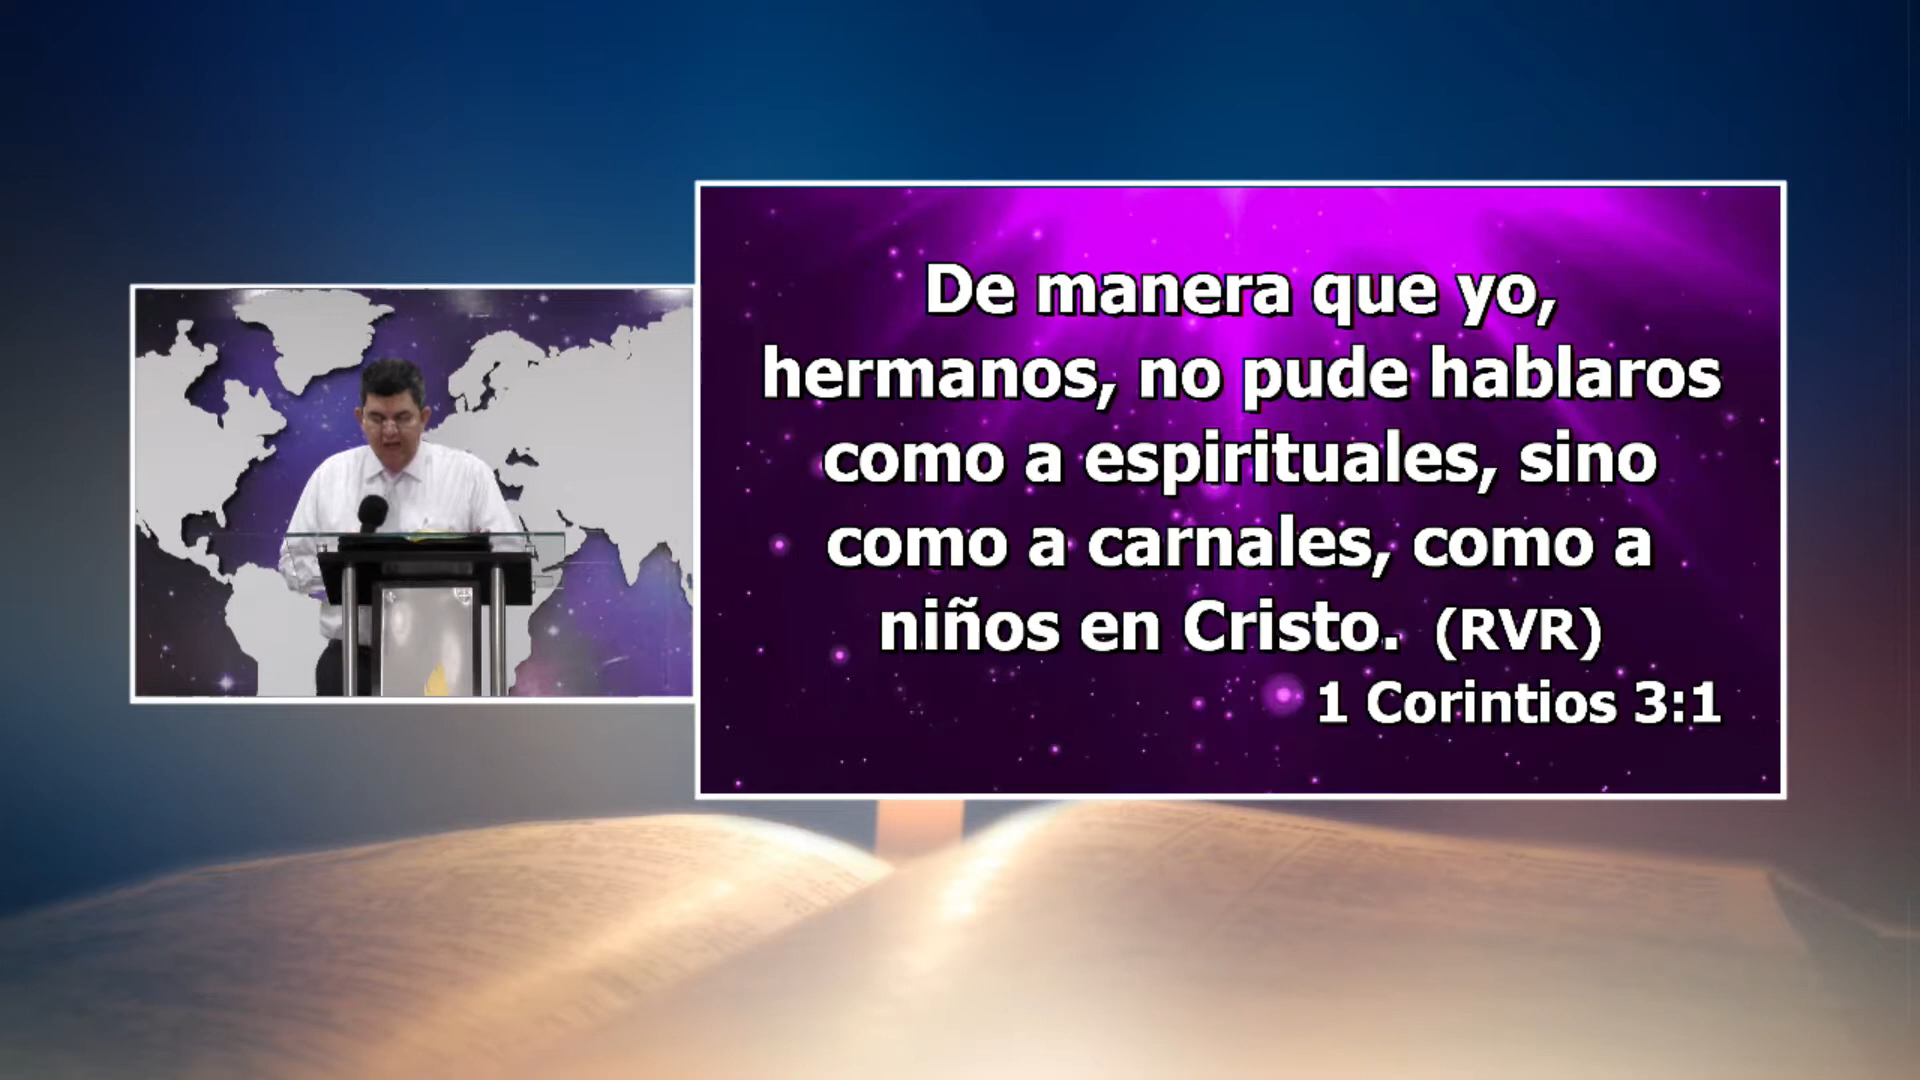 De manera que yo,
hermanos, no pude hablaros
como a espirituales, sino
como a carnales, como a
niños en Cristo. (RVR)
1 Corintios 3:1